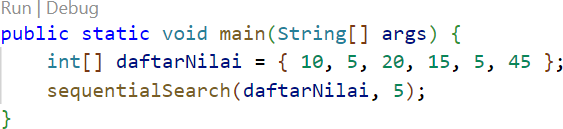 Run | Debug
public static void main(String[] args) {
    int[] daftarNilai = { 10, 5, 20, 15, 5, 45 };
    sequentialSearch(daftarNilai, 5);
}